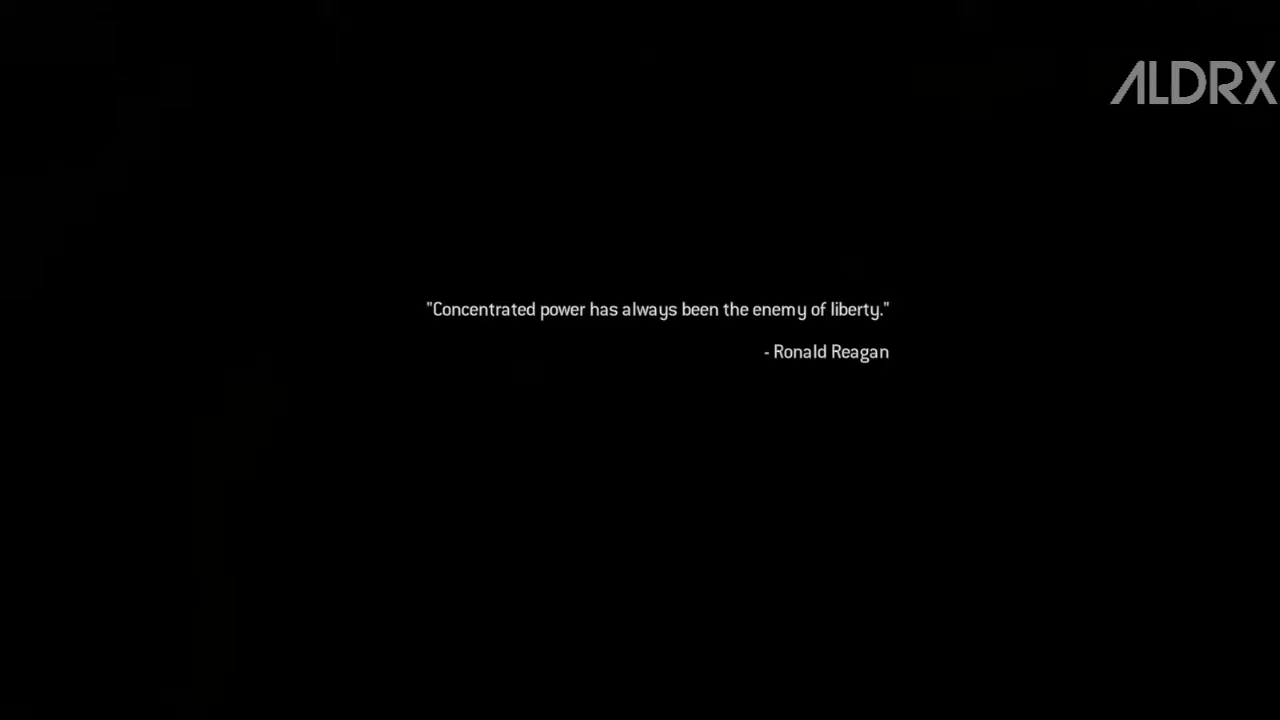 ALDRX
"Concentrated power has always been the enemy of liberty."
- Ronald Reagan